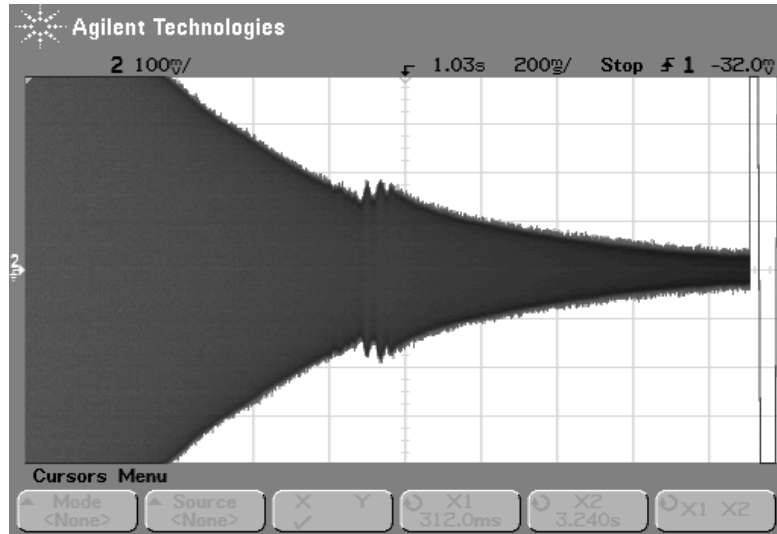 Agilent Technologies
2 100mV/ 1.03s 200ms/ Stop 1 -32.0mV
2
Cursors Menu
Mode Source X Y X1 X2 X1 X2
<None> <None> ✓ 312.0ms 3.240s